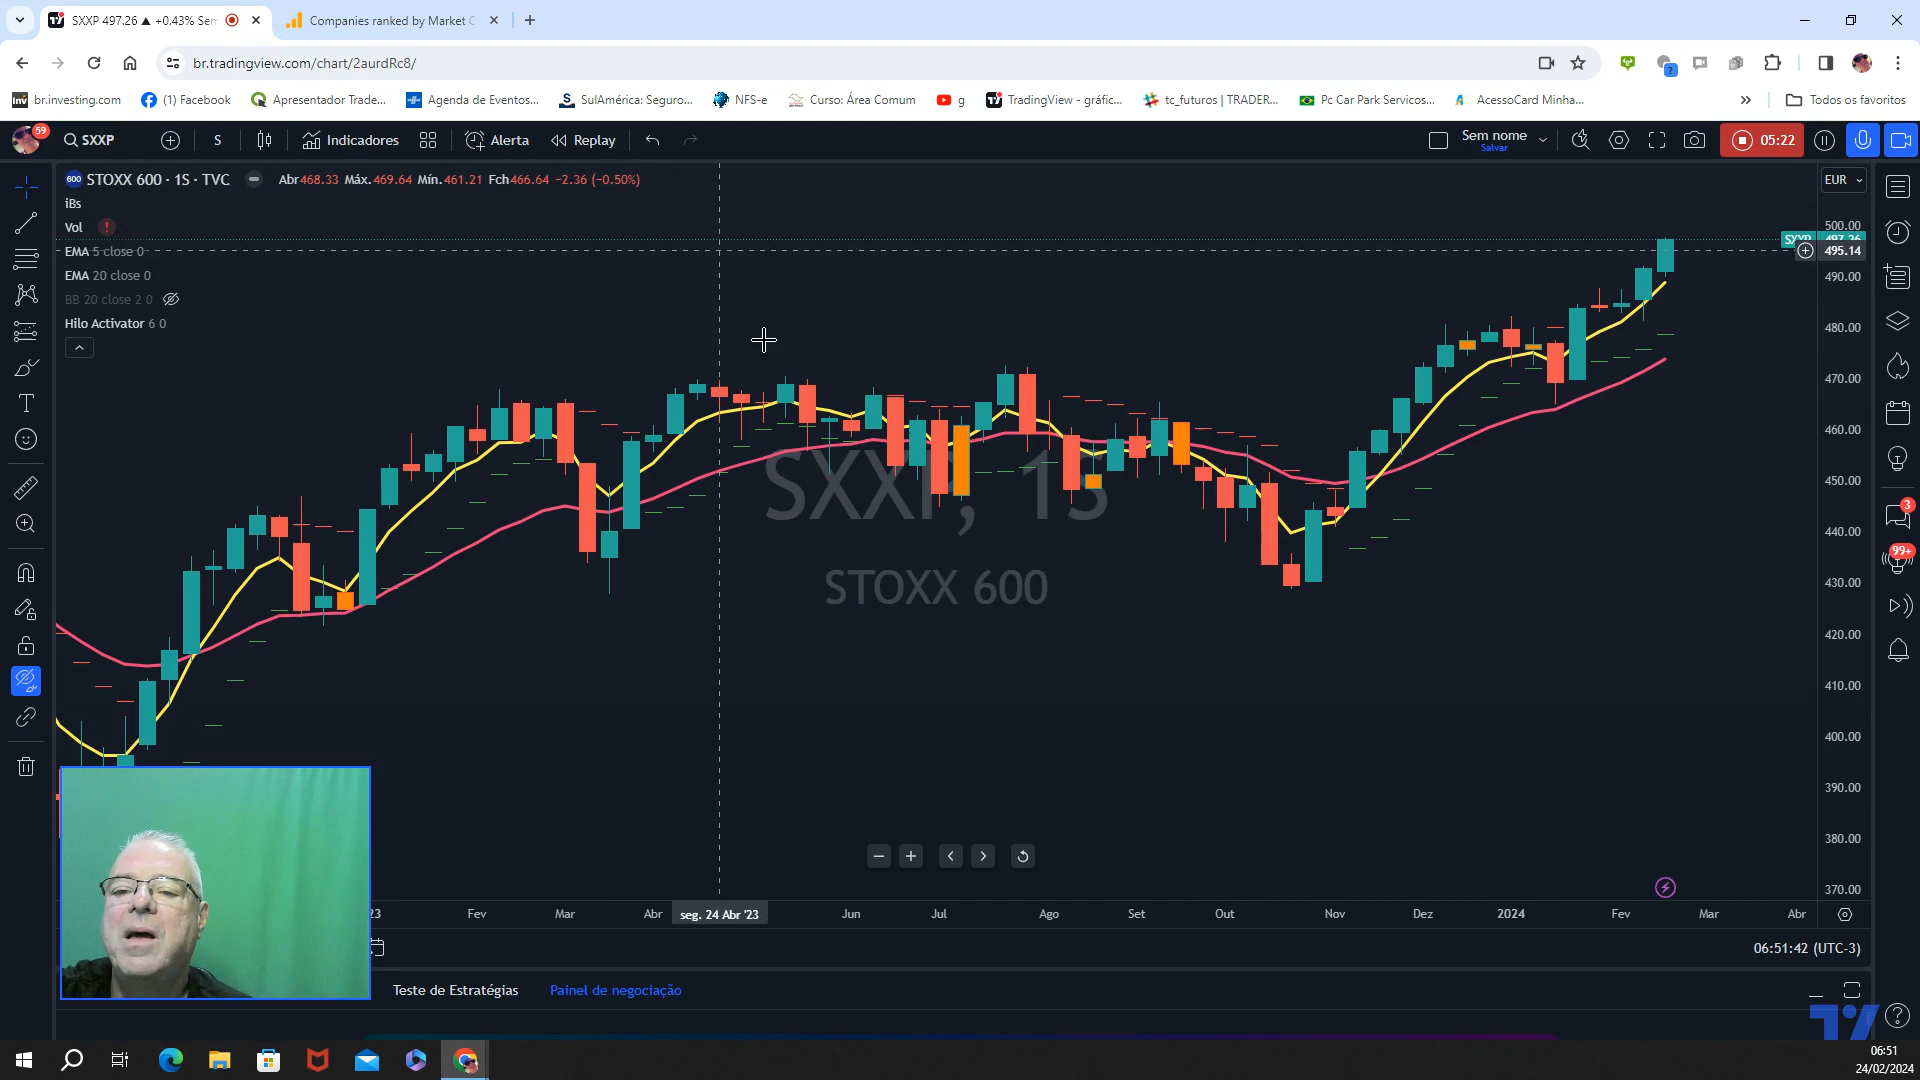 SXXP 497.26 ▲ +0.43% Sem
Companies ranked by Market C
br.tradingview.com/chart/2aurdRc8/
?
Inv br.investing.com
(1) Facebook
Apresentador Trade...
Agenda de Eventos...
SulAmérica: Seguro...
NFS-e
Curso: Área Comum
g
TradingView - gráfic...
tc_futuros | TRADER...
Pc Car Park Servicos...
AcessoCard Minha...
Todos os favoritos
59
SXXP
S
Indicadores
Alerta
Replay
Sem nome
Salvar
05:22
600 STOXX 600 · 1S · TVC
Abr468.33 Máx.469.64 Mín.461.21 Fch466.64 −2.36 (−0.50%)
EUR
iBs
Vol !
EMA 5 close 0
EMA 20 close 0
BB 20 close 2 0
Hilo Activator 6 0
500.00
SXXP 497.26
495.14
490.00
480.00
470.00
460.00
450.00
440.00
430.00
420.00
410.00
400.00
390.00
380.00
370.00
SXXP, 1S
STOXX 600
3
99+
23
Fev
Mar
Abr
seg. 24 Abr '23
Jun
Jul
Ago
Set
Out
Nov
Dez
2024
Fev
Mar
Abr
06:51:42 (UTC-3)
Teste de Estratégias
Painel de negociação
06:51
24/02/2024